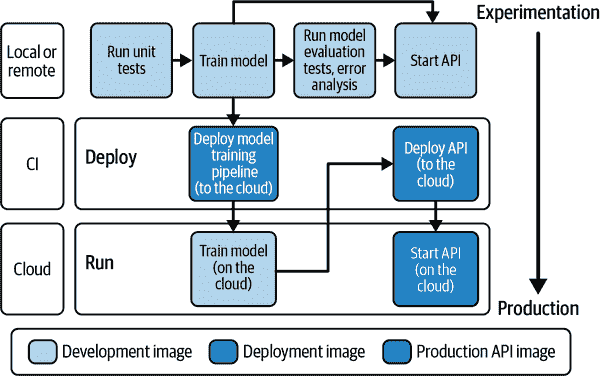 Experimentation
Local or
remote
Run unit
tests
Train model
Run model
evaluation
tests, error
analysis
Start API
CI
Deploy
Deploy model
training
pipeline
(to the cloud)
Deploy API
(to the
cloud)
Cloud
Run
Train model
(on the
cloud)
Start API
(on the
cloud)
Production
Development image
Deployment image
Production API image